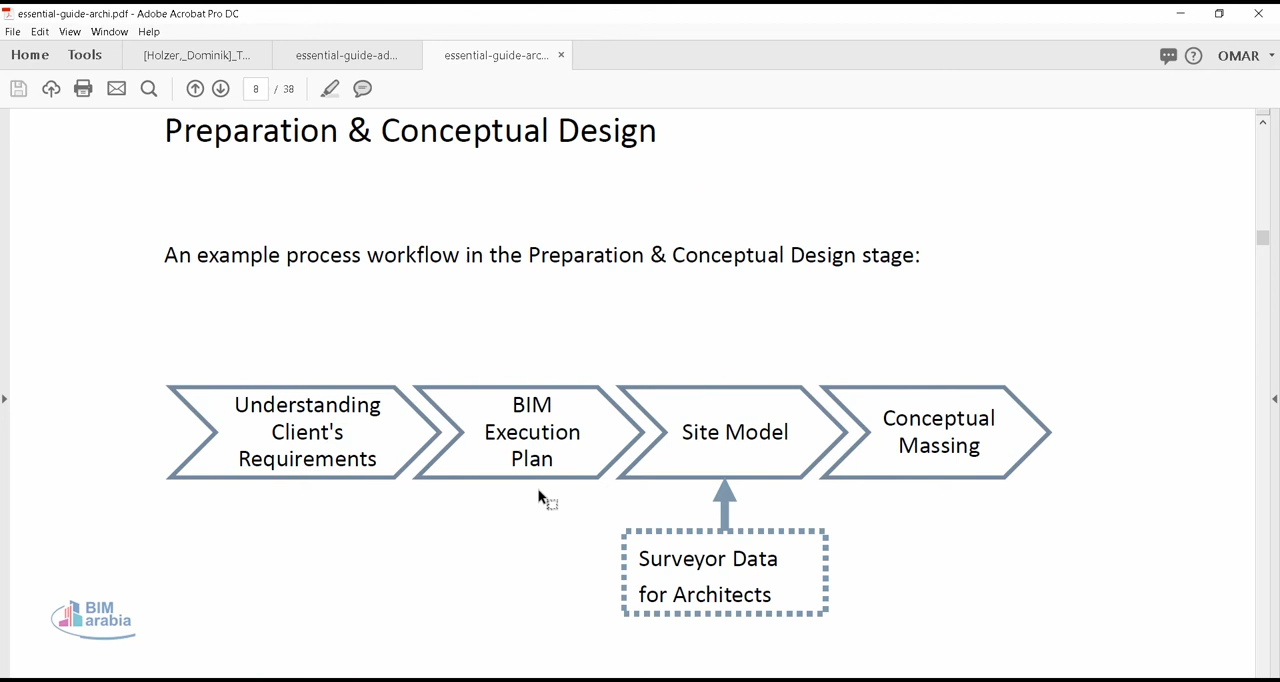 essential-guide-archi.pdf - Adobe Acrobat Pro DC
File Edit View Window Help
Home Tools [Holzer,_Dominik]_T... essential-guide-ad... essential-guide-arc... × OMAR
8 / 38
Preparation & Conceptual Design
An example process workflow in the Preparation & Conceptual Design stage:
Understanding
Client's
Requirements
BIM
Execution
Plan
Site Model
Conceptual
Massing
Surveyor Data
for Architects
BIM
arabia